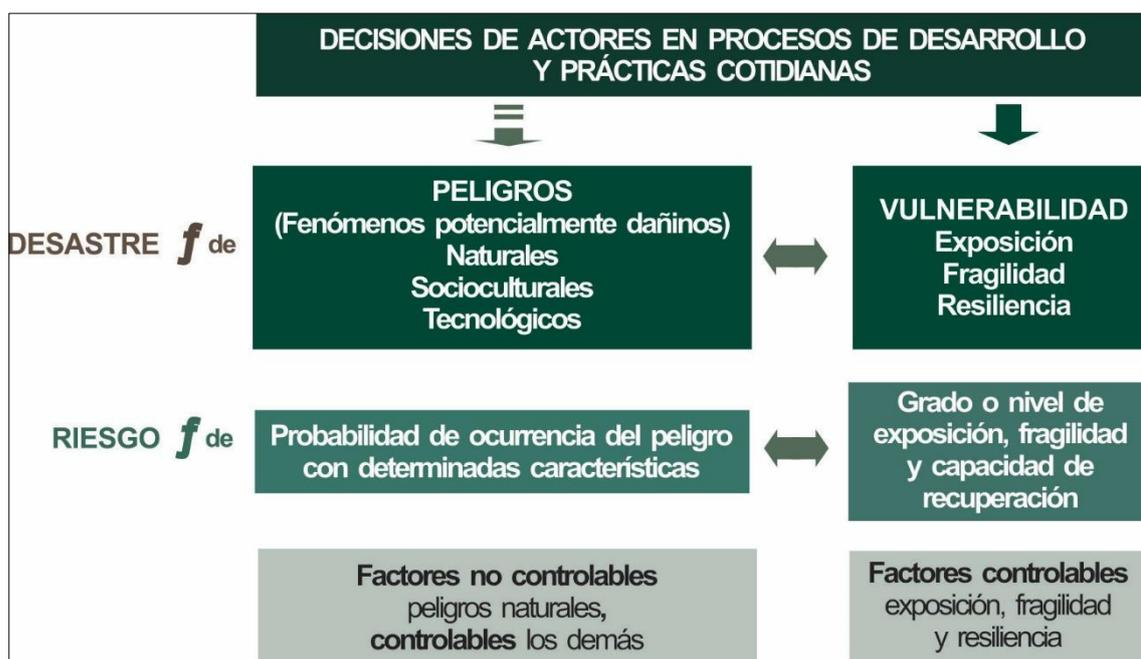 DECISIONES DE ACTORES EN PROCESOS DE DESARROLLO
Y PRÁCTICAS COTIDIANAS
DESASTRE ƒ de
PELIGROS
(Fenómenos potencialmente dañinos)
Naturales
Socioculturales
Tecnológicos
VULNERABILIDAD
Exposición
Fragilidad
Resiliencia
RIESGO ƒ de
Probabilidad de ocurrencia del peligro
con determinadas características
Grado o nivel de
exposición, fragilidad
y capacidad de
recuperación
Factores no controlables
peligros naturales,
controlables los demás
Factores controlables
exposición, fragilidad
y resiliencia